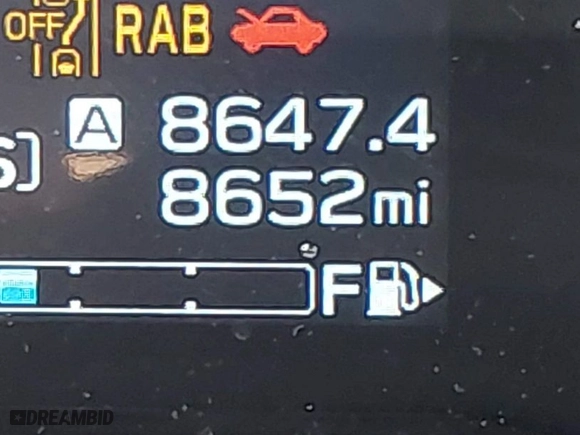 OFF RAB
A 8647.4
8652mi
F
DREAMBID